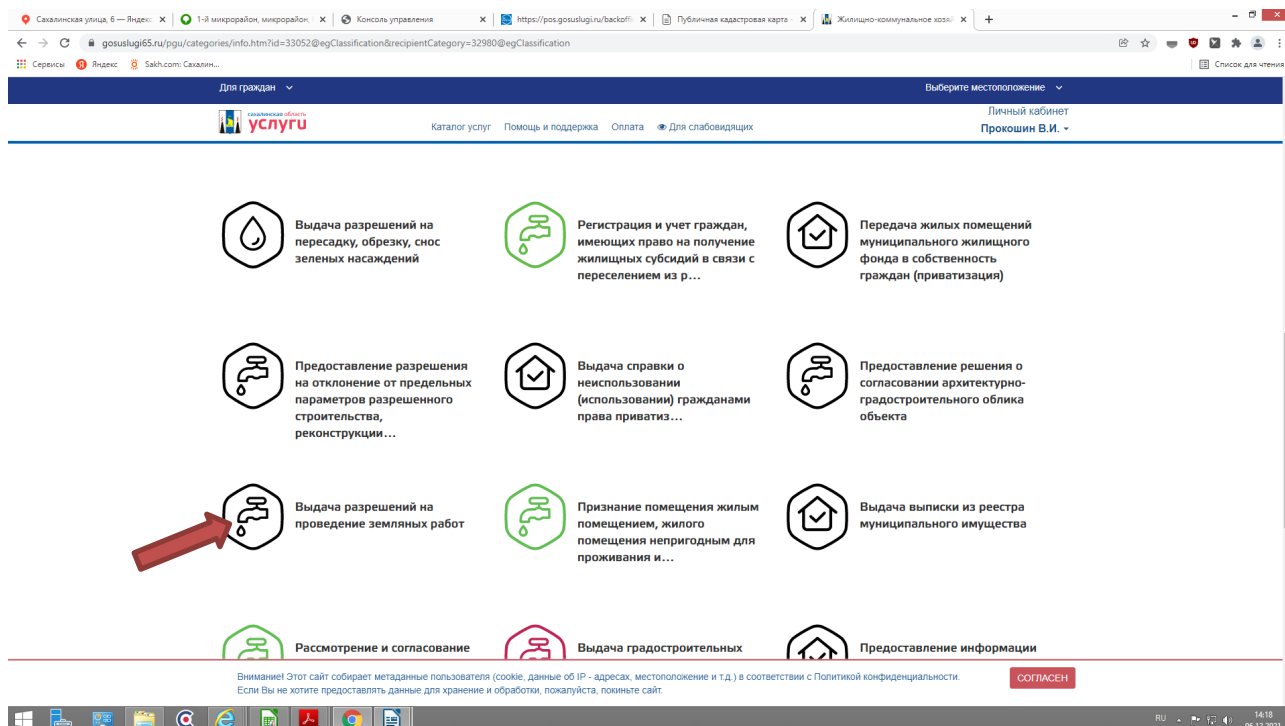 Сахалинская улица, 6 — Яндекс
1-й микрорайон, микрорайон,
Консоль управления
https://pos.gosuslugi.ru/backoffi
Публичная кадастровая карта -
Жилищно-коммунальное хозяй
gosuslugi65.ru/pgu/categories/info.htm?id=33052@egClassification&recipientCategory=32980@egClassification
Сервисы
Яндекс
Sakh.com: Сахалин...
Список для чтения
Для граждан
Выберите местоположение
сахалинская область
услуги
Каталог услуг
Помощь и поддержка
Оплата
Для слабовидящих
Личный кабинет
Прокошин В.И.
Выдача разрешений на
пересадку, обрезку, снос
зеленых насаждений
Регистрация и учет граждан,
имеющих право на получение
жилищных субсидий в связи с
переселением из р...
Передача жилых помещений
муниципального жилищного
фонда в собственность
граждан (приватизация)
Предоставление разрешения
на отклонение от предельных
параметров разрешенного
строительства,
реконструкции...
Выдача справки о
неиспользовании
(использовании) гражданами
права приватиз...
Предоставление решения о
согласовании архитектурно-
градостроительного облика
объекта
Выдача разрешений на
проведение земляных работ
Признание помещения жилым
помещением, жилого
помещения непригодным для
проживания и...
Выдача выписки из реестра
муниципального имущества
Рассмотрение и согласование
Выдача градостроительных
Предоставление информации
Внимание! Этот сайт собирает метаданные пользователя (cookie, данные об IP - адресах, местоположение и т.д.) в соответствии с Политикой конфиденциальности.
Если Вы не хотите предоставлять данные для хранение и обработки, пожалуйста, покиньте сайт.
СОГЛАСЕН
RU
14:18
06.12.2021